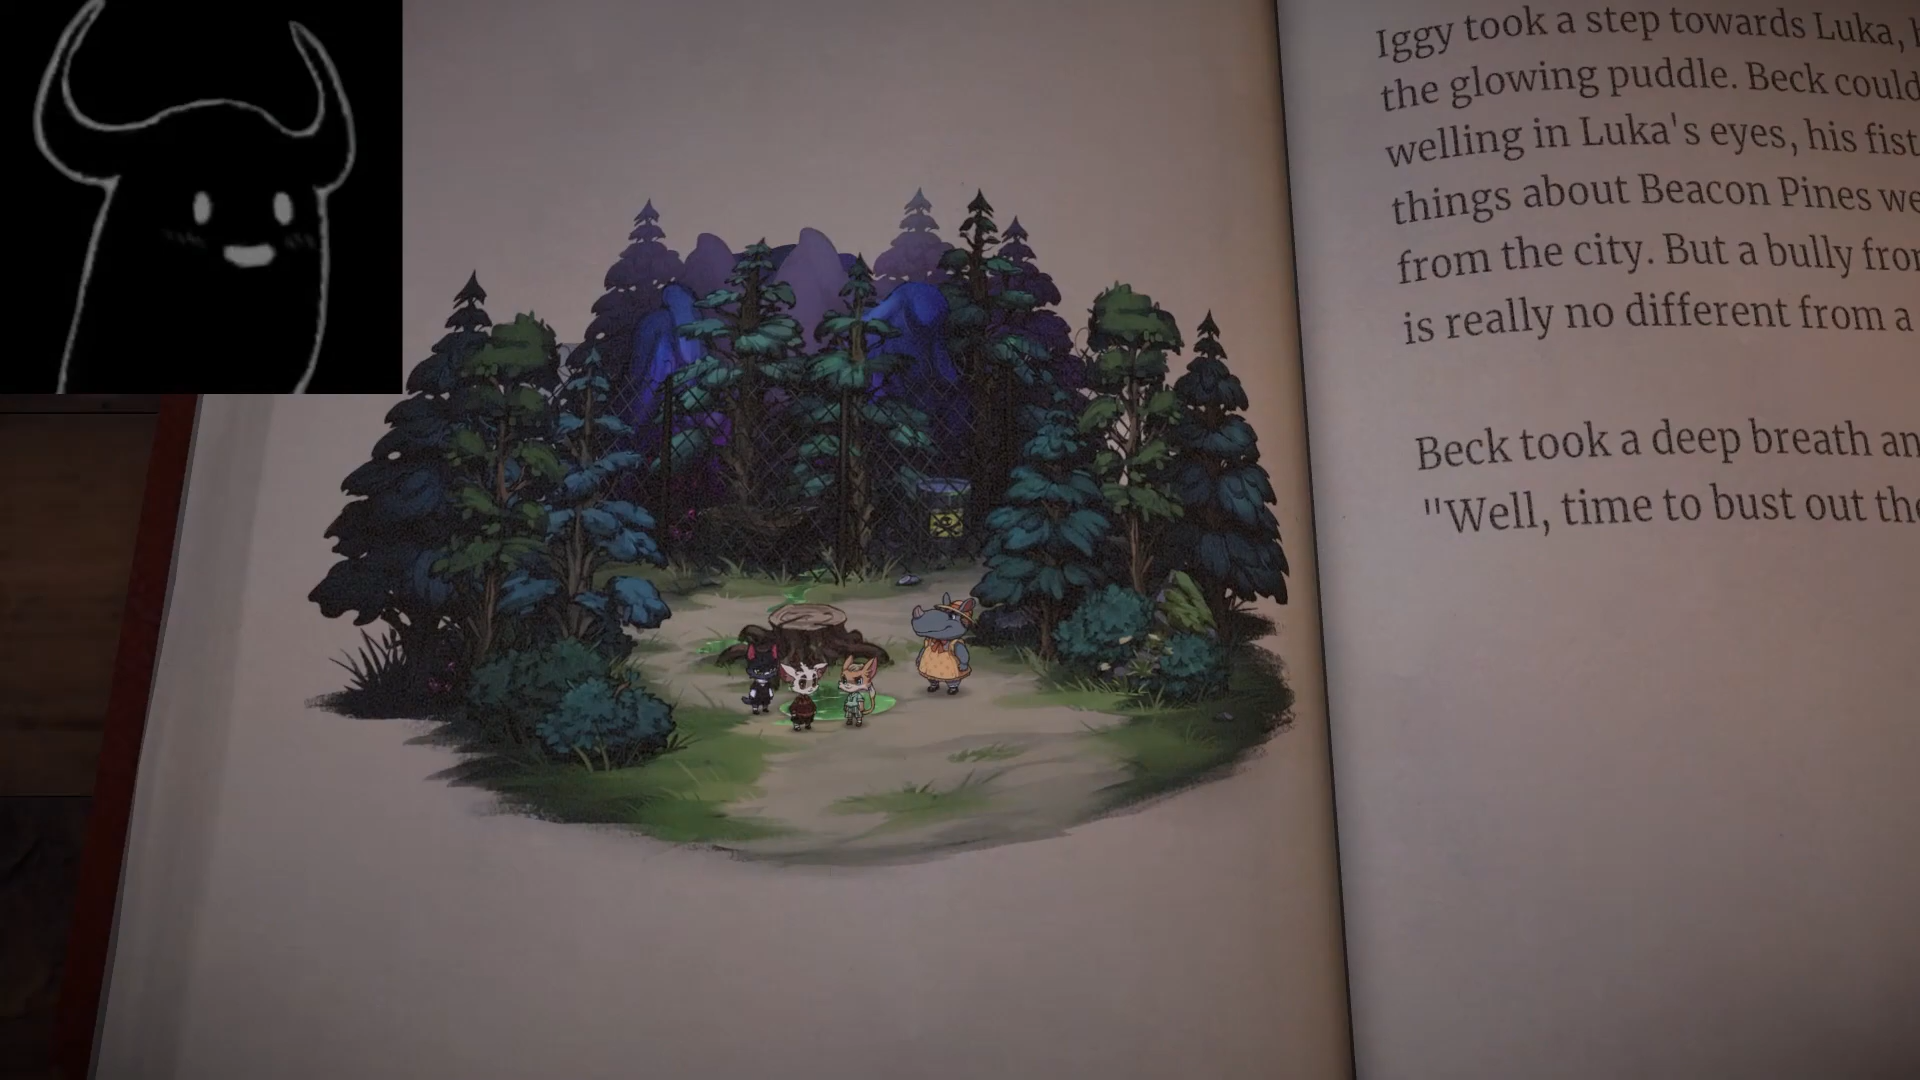 Iggy took a step towards Luka,
the glowing puddle. Beck could
welling in Luka's eyes, his fist
things about Beacon Pines we
from the city. But a bully from
is really no different from a
Beck took a deep breath an
"Well, time to bust out the